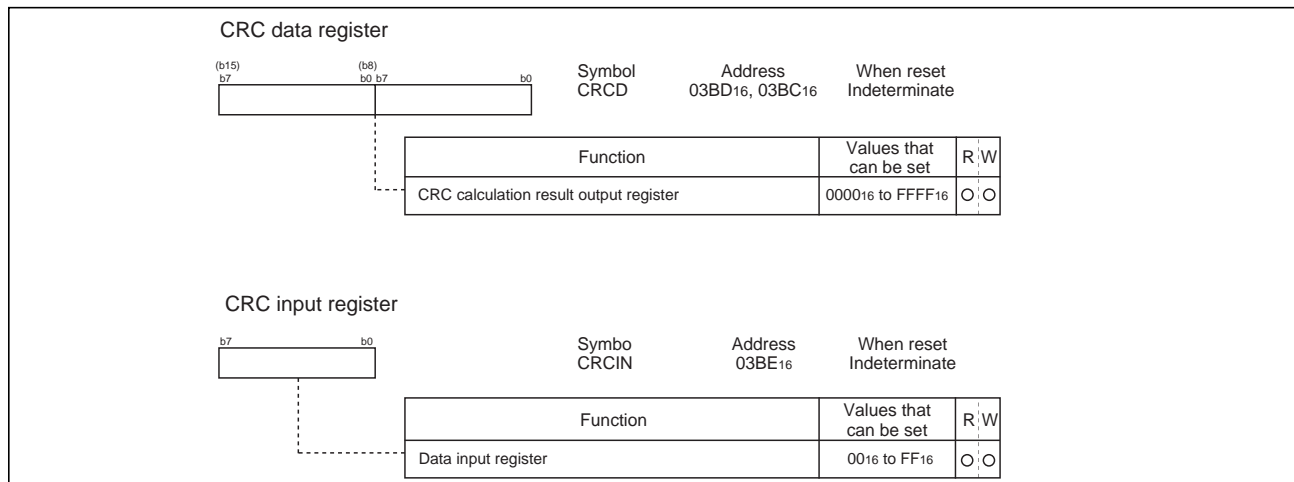 CRC data register
(b15) (b8)
b7 b0 b7 b0
Symbol Address When reset
CRCD 03BD16, 03BC16 Indeterminate
Function Values that can be set R W
CRC calculation result output register 000016 to FFFF16 O O
CRC input register
b7 b0
Symbo Address When reset
CRCIN 03BE16 Indeterminate
Function Values that can be set R W
Data input register 0016 to FF16 O O